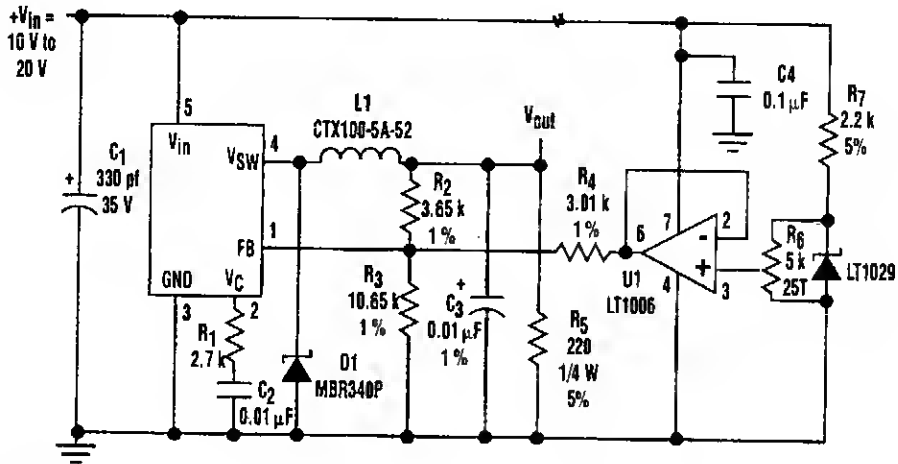 +Vin =
10 V to
20 V
C1
330 pf
35 V
5
Vin
4
VSW
1
FB
GND
VC
3
2
R1
2.7 k
C2
0.01 µF
L1
CTX100-5A-52
D1
MBR340P
R2
3.65 k
1%
R3
10.65 k
1%
C3
0.01 µF
1%
Vout
R5
220
1/4 W
5%
R4
3.01 k
1%
6
7
2
-
+
3
4
U1
LT1006
C4
0.1 µF
R7
2.2 k
5%
R6
5 k
25T
LT1029
+
+